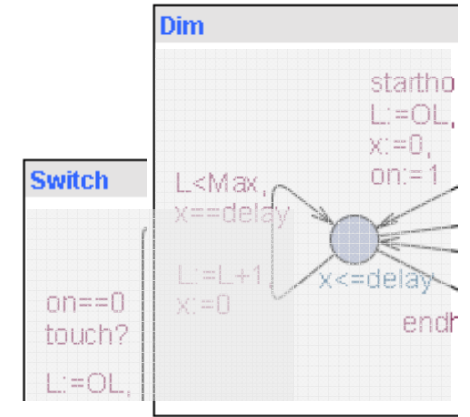 Dim
startho
L:=OL,
x:=0,
on:=1
L<Max,
x==delay
L:=L+1,
x:=0
x<=delay
endh
Switch
on==0
touch?
L:=OL,